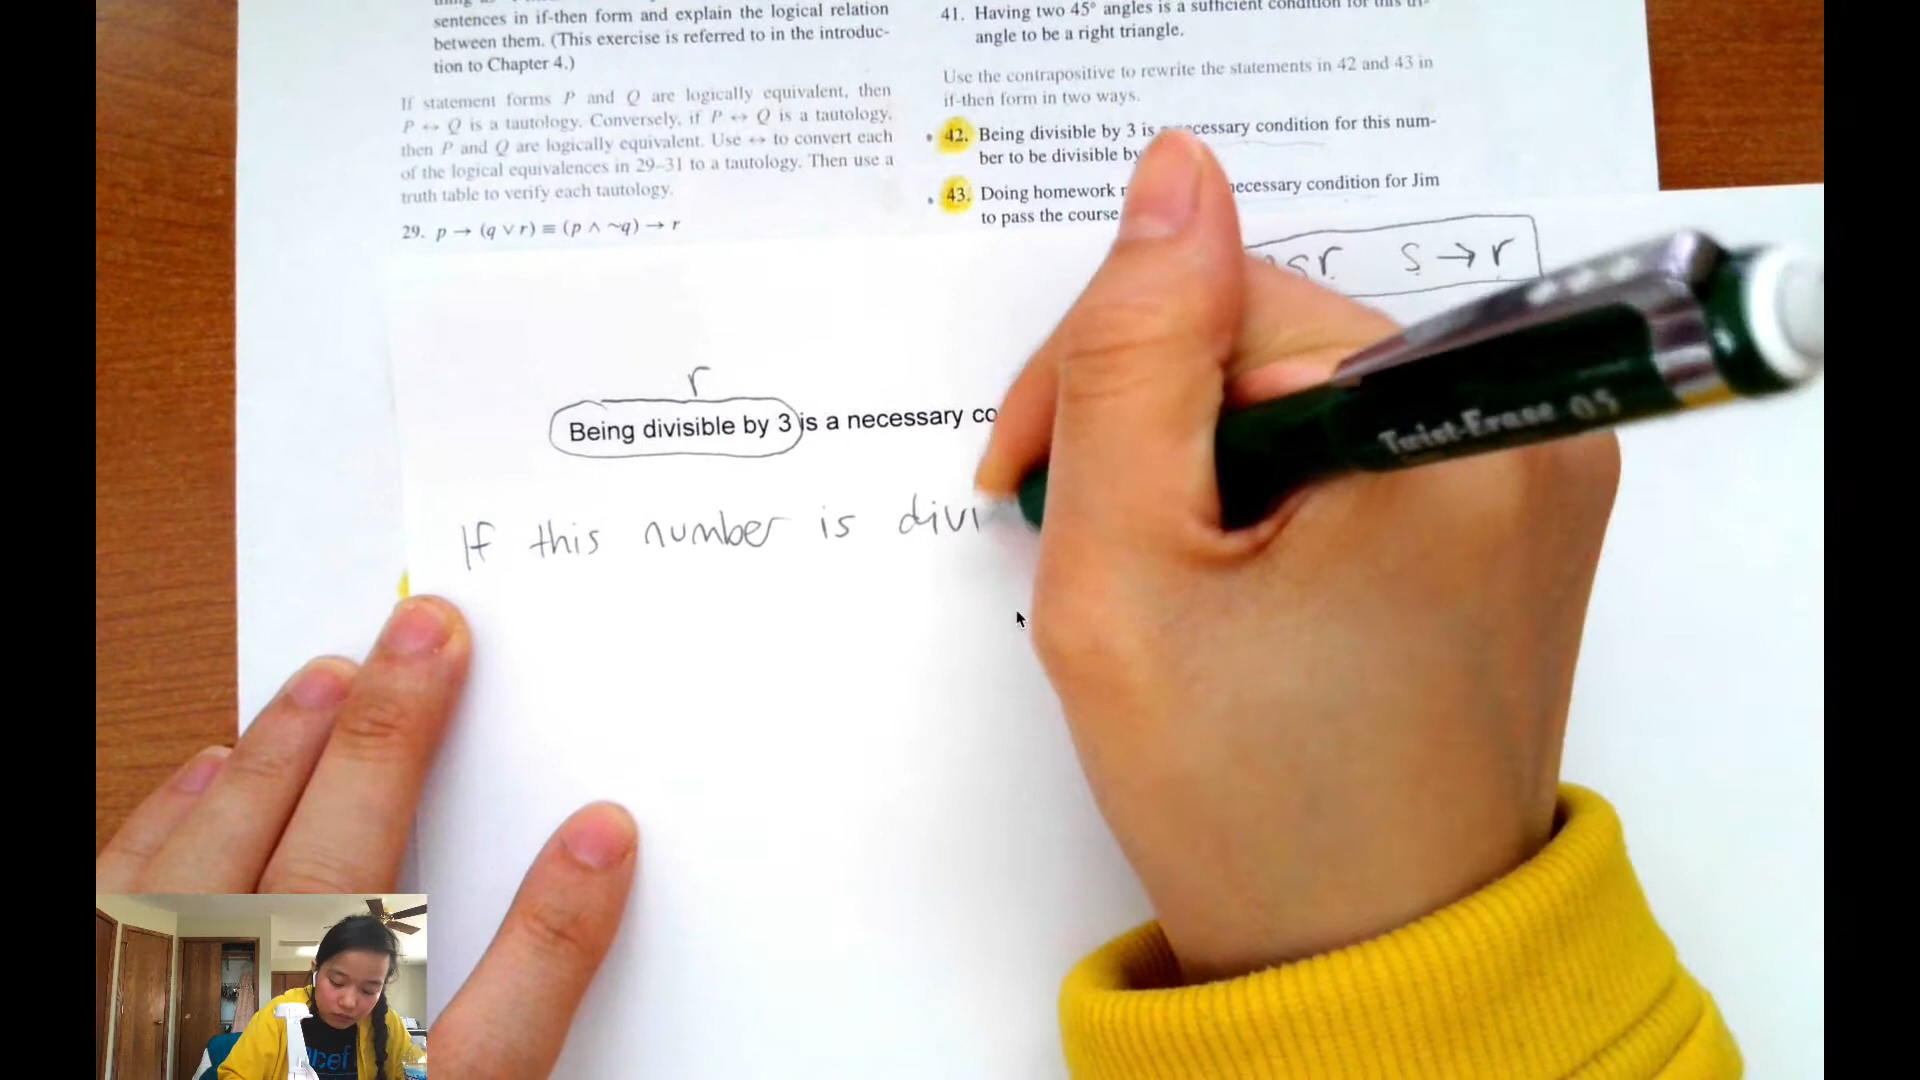 sentences in if-then form and explain the logical relation
between them. (This exercise is referred to in the introduc-
tion to Chapter 4.)
If statement forms P and Q are logically equivalent, then
P ↔ Q is a tautology. Conversely, if P ↔ Q is a tautology,
then P and Q are logically equivalent. Use ↔ to convert each
of the logical equivalences in 29–31 to a tautology. Then use a
truth table to verify each tautology.
29. p → (q ∨ r) ≡ (p ∧ ~q) → r
41. Having two 45° angles is a sufficient condition for this tri-
angle to be a right triangle.
Use the contrapositive to rewrite the statements in 42 and 43 in
if-then form in two ways.
42. Being divisible by 3 is necessary condition for this num-
ber to be divisible by
43. Doing homework necessary condition for Jim
to pass the course
s → r
r
Being divisible by 3 is a necessary co
If this number is divi
Twist-Erase 0.5